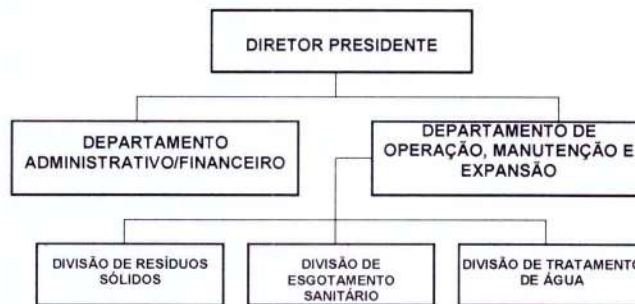 DIRETOR PRESIDENTE
DEPARTAMENTO
ADMINISTRATIVO/FINANCEIRO
DEPARTAMENTO DE
OPERAÇÃO, MANUTENÇÃO E
EXPANSÃO
DIVISÃO DE RESÍDUOS
SÓLIDOS
DIVISÃO DE
ESGOTAMENTO
SANITÁRIO
DIVISÃO DE TRATAMENTO
DE ÁGUA